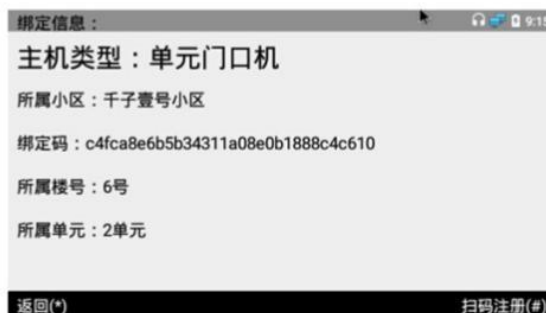 绑定信息： 9:15
主机类型：单元门口机
所属小区：千子壹号小区
绑定码：c4fca8e6b5b34311a08e0b1888c4c610
所属楼号：6号
所属单元：2单元
返回(*) 扫码注册(#)